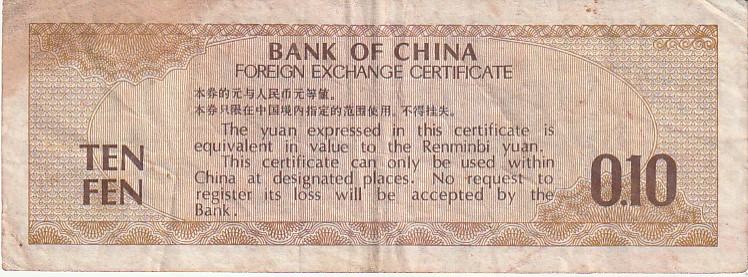 BANK OF CHINA
FOREIGN EXCHANGE CERTIFICATE
本券的元与人民币元等值。
本券只限在中国境内指定的范围使用，不得挂失。
The yuan expressed in this certificate is
equivalent in value to the Renminbi yuan.
This certificate can only be used within
China at designated places. No request to
register its loss will be accepted by the
Bank.
TEN
FEN
0.10